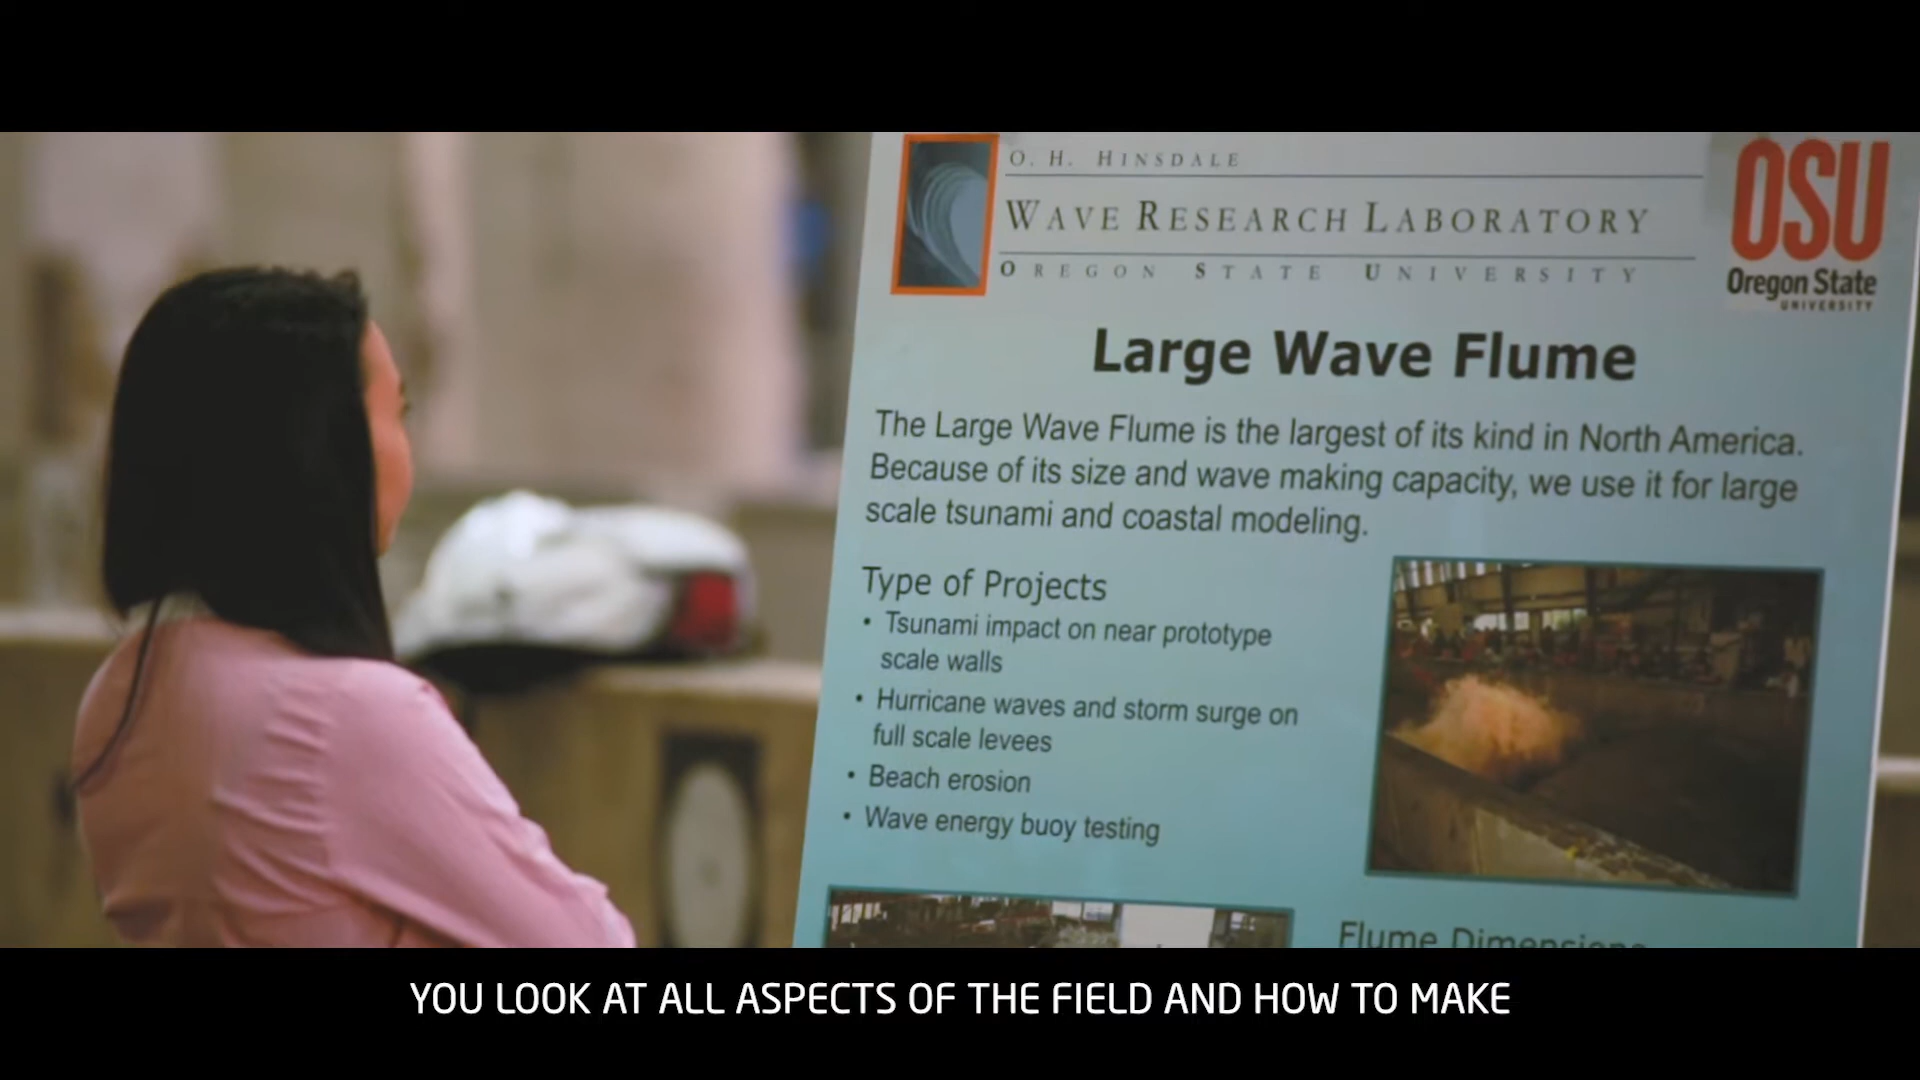 O. H. HINSDALE
WAVE RESEARCH LABORATORY
OREGON STATE UNIVERSITY
OSU
Oregon State
UNIVERSITY
Large Wave Flume
The Large Wave Flume is the largest of its kind in North America.
Because of its size and wave making capacity, we use it for large
scale tsunami and coastal modeling.
Type of Projects
• Tsunami impact on near prototype
scale walls
• Hurricane waves and storm surge on
full scale levees
• Beach erosion
• Wave energy buoy testing
Flume Dimensions
YOU LOOK AT ALL ASPECTS OF THE FIELD AND HOW TO MAKE